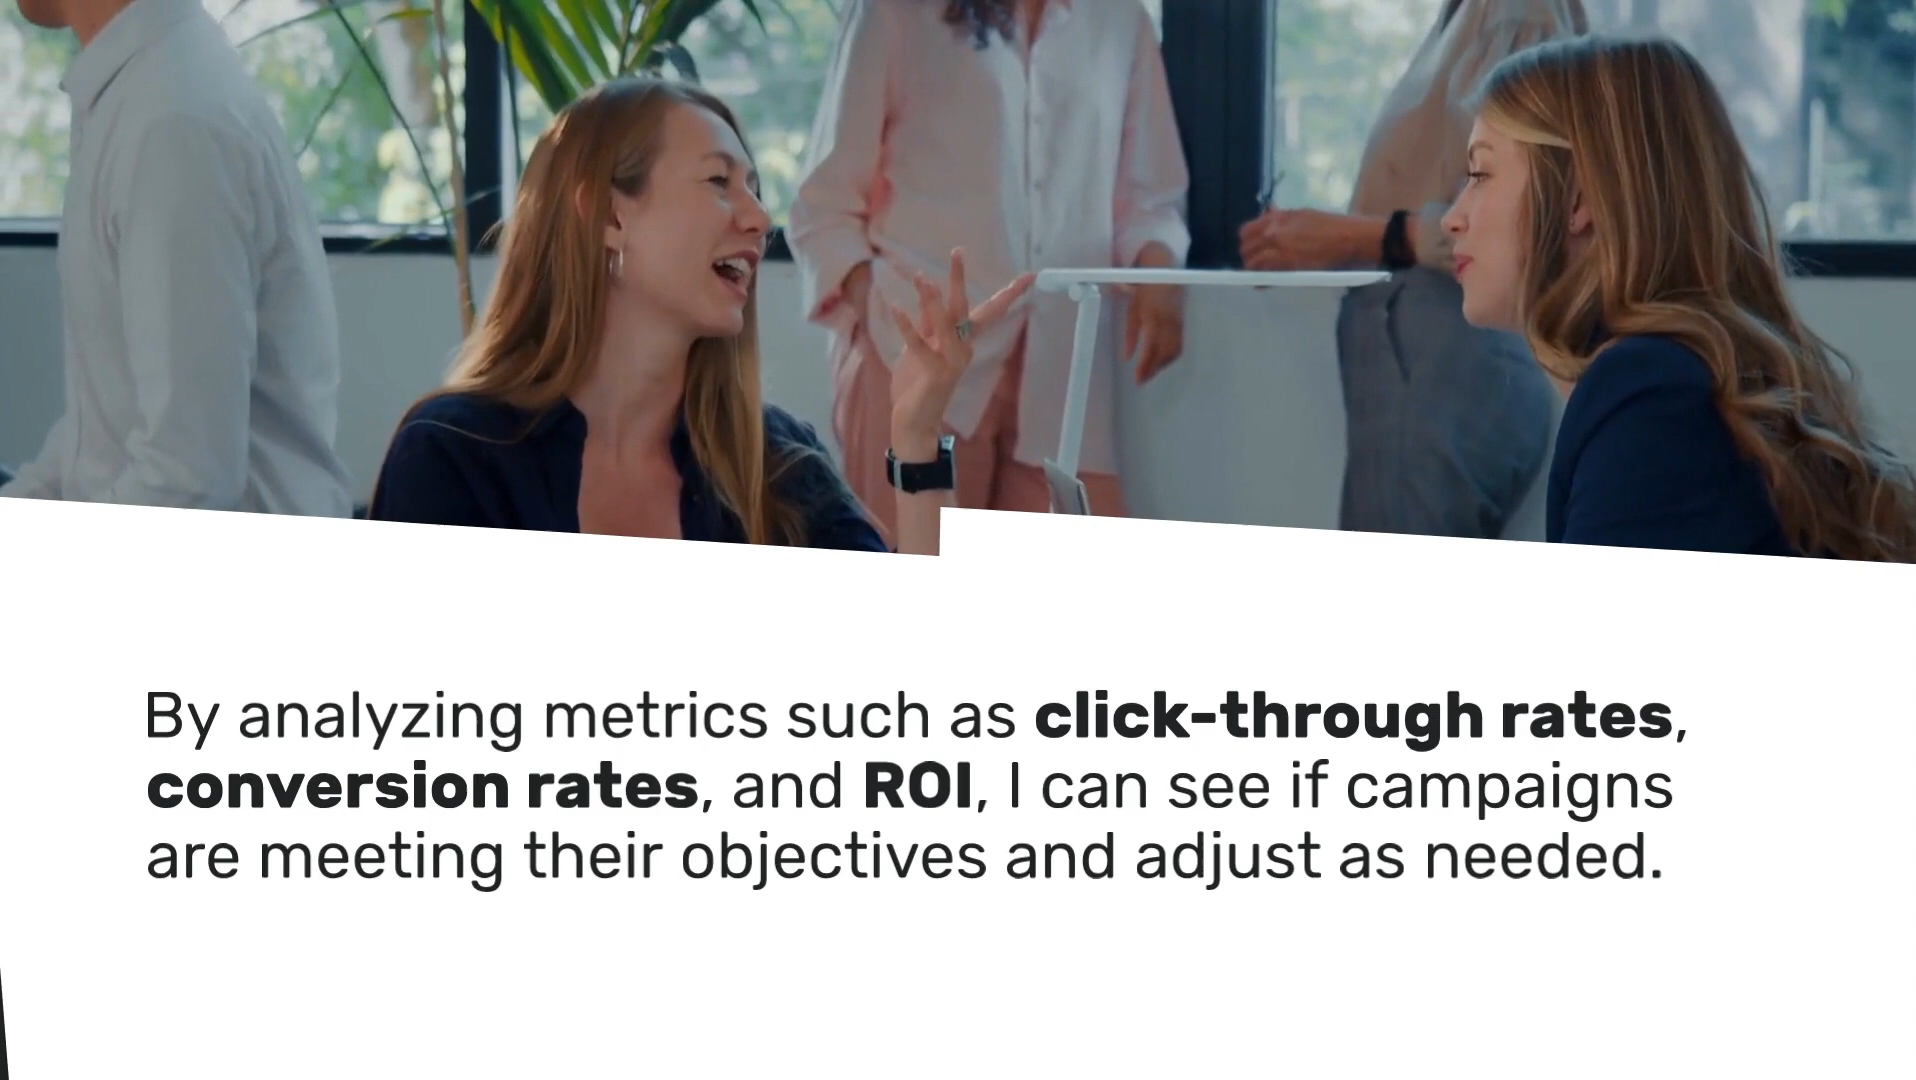 By analyzing metrics such as click-through rates,
conversion rates, and ROI, I can see if campaigns
are meeting their objectives and adjust as needed.